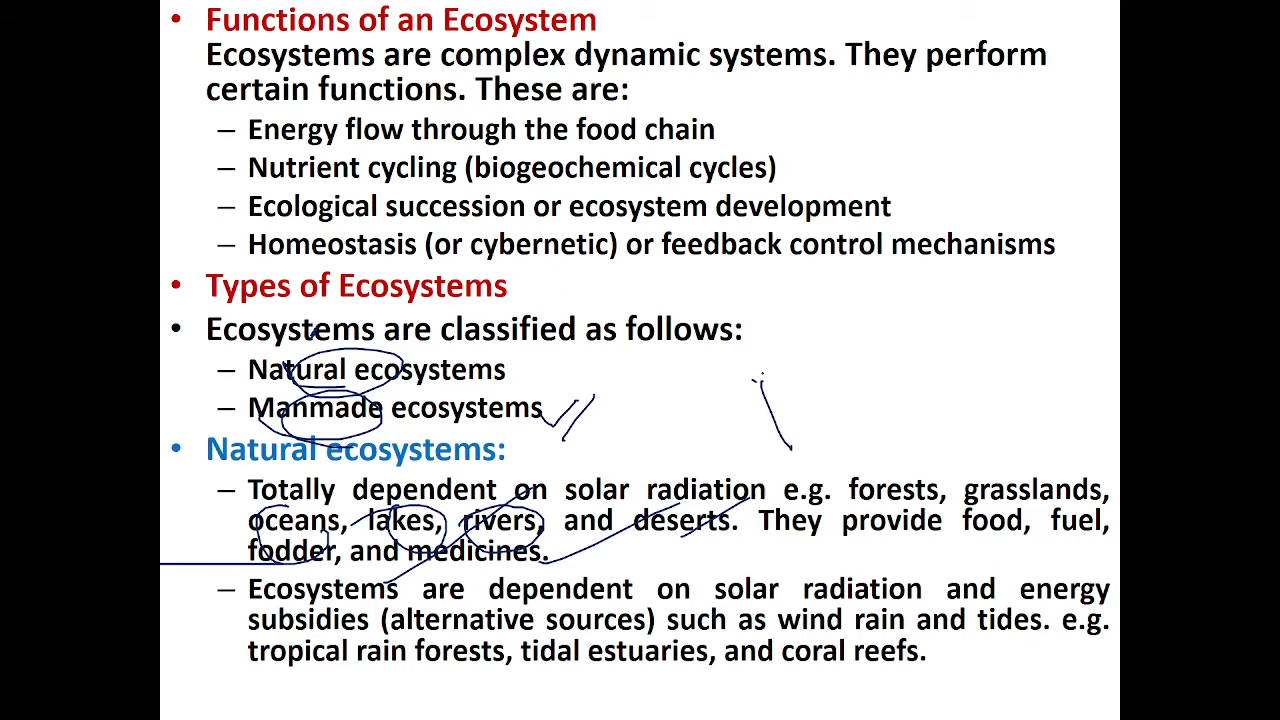 • Functions of an Ecosystem
Ecosystems are complex dynamic systems. They perform
certain functions. These are:
– Energy flow through the food chain
– Nutrient cycling (biogeochemical cycles)
– Ecological succession or ecosystem development
– Homeostasis (or cybernetic) or feedback control mechanisms
• Types of Ecosystems
• Ecosystems are classified as follows:
– Natural ecosystems
– Manmade ecosystems
• Natural ecosystems:
– Totally dependent on solar radiation e.g. forests, grasslands,
oceans, lakes, rivers, and deserts. They provide food, fuel,
fodder, and medicines.
– Ecosystems are dependent on solar radiation and energy
subsidies (alternative sources) such as wind rain and tides. e.g.
tropical rain forests, tidal estuaries, and coral reefs.